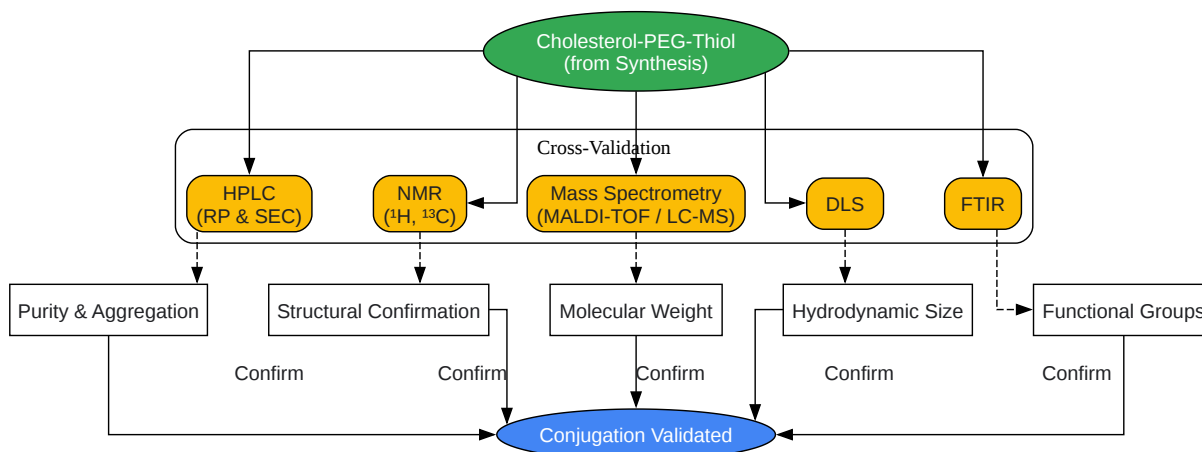 Cholesterol-PEG-Thiol
(from Synthesis)
Cross-Validation
HPLC
(RP & SEC)
NMR
(¹H, ¹³C)
Mass Spectrometry
(MALDI-TOF / LC-MS)
DLS
FTIR
Purity & Aggregation
Structural Confirmation
Molecular Weight
Hydrodynamic Size
Functional Groups
Confirm
Confirm
Confirm
Confirm
Confirm
Conjugation Validated